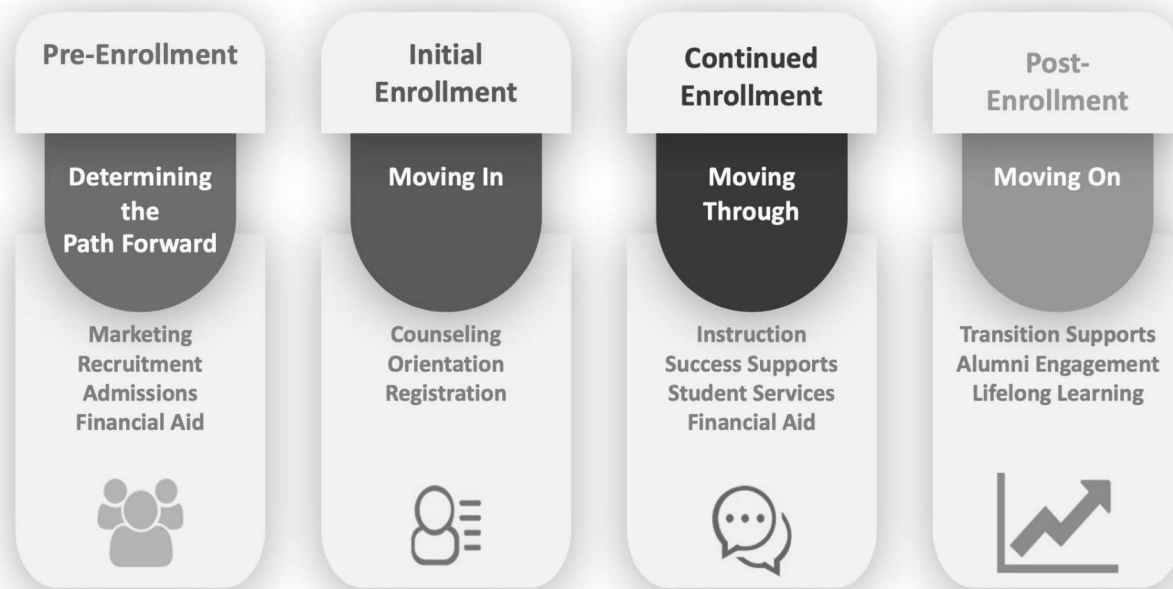 Pre-Enrollment
Determining
the
Path Forward
Marketing
Recruitment
Admissions
Financial Aid
Initial
Enrollment
Moving In
Counseling
Orientation
Registration
Continued
Enrollment
Moving
Through
Instruction
Success Supports
Student Services
Financial Aid
Post-
Enrollment
Moving On
Transition Supports
Alumni Engagement
Lifelong Learning